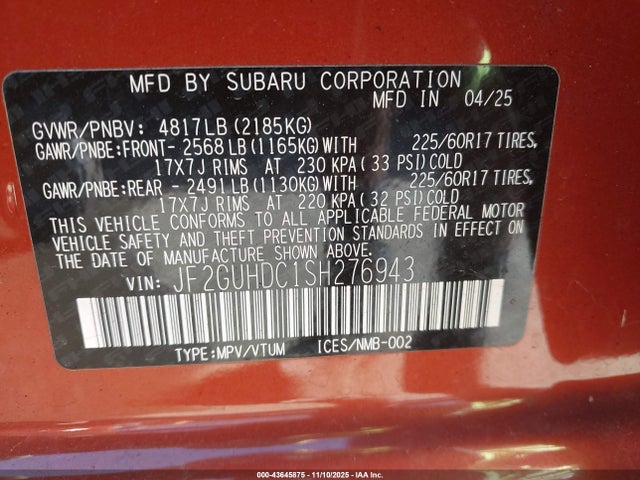 MFD BY SUBARU CORPORATION
MFD IN 04/25
GVWR/PNBV: 4817LB(2185KG)
GAWR/PNBE:FRONT- 2568LB(1165KG)WITH 225/60R17 TIRES,
17X7J RIMS AT 230 KPA(33 PSI)COLD
GAWR/PNBE:REAR - 2491LB(1130KG)WITH 225/60R17 TIRES,
17X7J RIMS AT 220 KPA(32 PSI)COLD
THIS VEHICLE CONFORMS TO ALL APPLICABLE FEDERAL MOTOR
VEHICLE SAFETY AND THEFT PREVENTION STANDARDS IN EFFECT ON
THE DATE OF MANUFACTURE SHOWN ABOVE.
VIN: JF2GUHDC1SH276943
TYPE:MPV/VTUM ICES/NMB-002
000-43645875 - 11/10/2025 - IAA Inc.